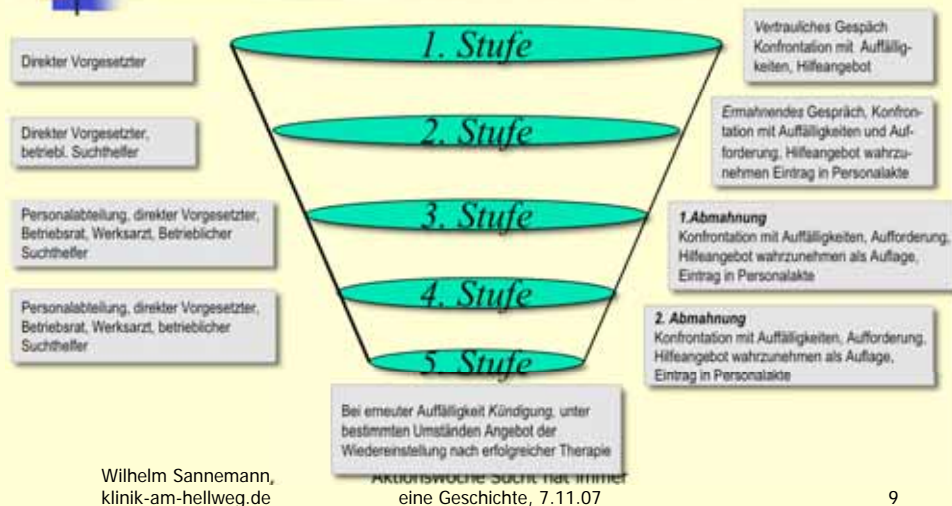 1. Stufe
Direkter Vorgesetzter
Vertrauliches Gespräch
Konfrontation mit Auffällig-
keiten, Hilfeangebot
2. Stufe
Direkter Vorgesetzter,
betriebl. Suchthelfer
Ermahnendes Gespräch, Konfron-
tation mit Auffälligkeiten und Auf-
forderung, Hilfeangebot wahrzu-
nehmen Eintrag in Personalakte
3. Stufe
Personalabteilung, direkter Vorgesetzter,
Betriebsrat, Werksarzt, Betrieblicher
Suchthelfer
1.Abmahnung
Konfrontation mit Auffälligkeiten, Aufforderung,
Hilfeangebot wahrzunehmen als Auflage,
Eintrag in Personalakte
4. Stufe
Personalabteilung, direkter Vorgesetzter,
Betriebsrat, Werksarzt, betrieblicher
Suchthelfer
2. Abmahnung
Konfrontation mit Auffälligkeiten, Aufforderung,
Hilfeangebot wahrzunehmen als Auflage,
Eintrag in Personalakte
5. Stufe
Bei erneuter Auffälligkeit Kündigung, unter
bestimmten Umständen Angebot der
Wiedereinstellung nach erfolgreicher Therapie
Wilhelm Sannemann,
klinik-am-hellweg.de
Aktionswoche Sucht hat immer
eine Geschichte, 7.11.07
9